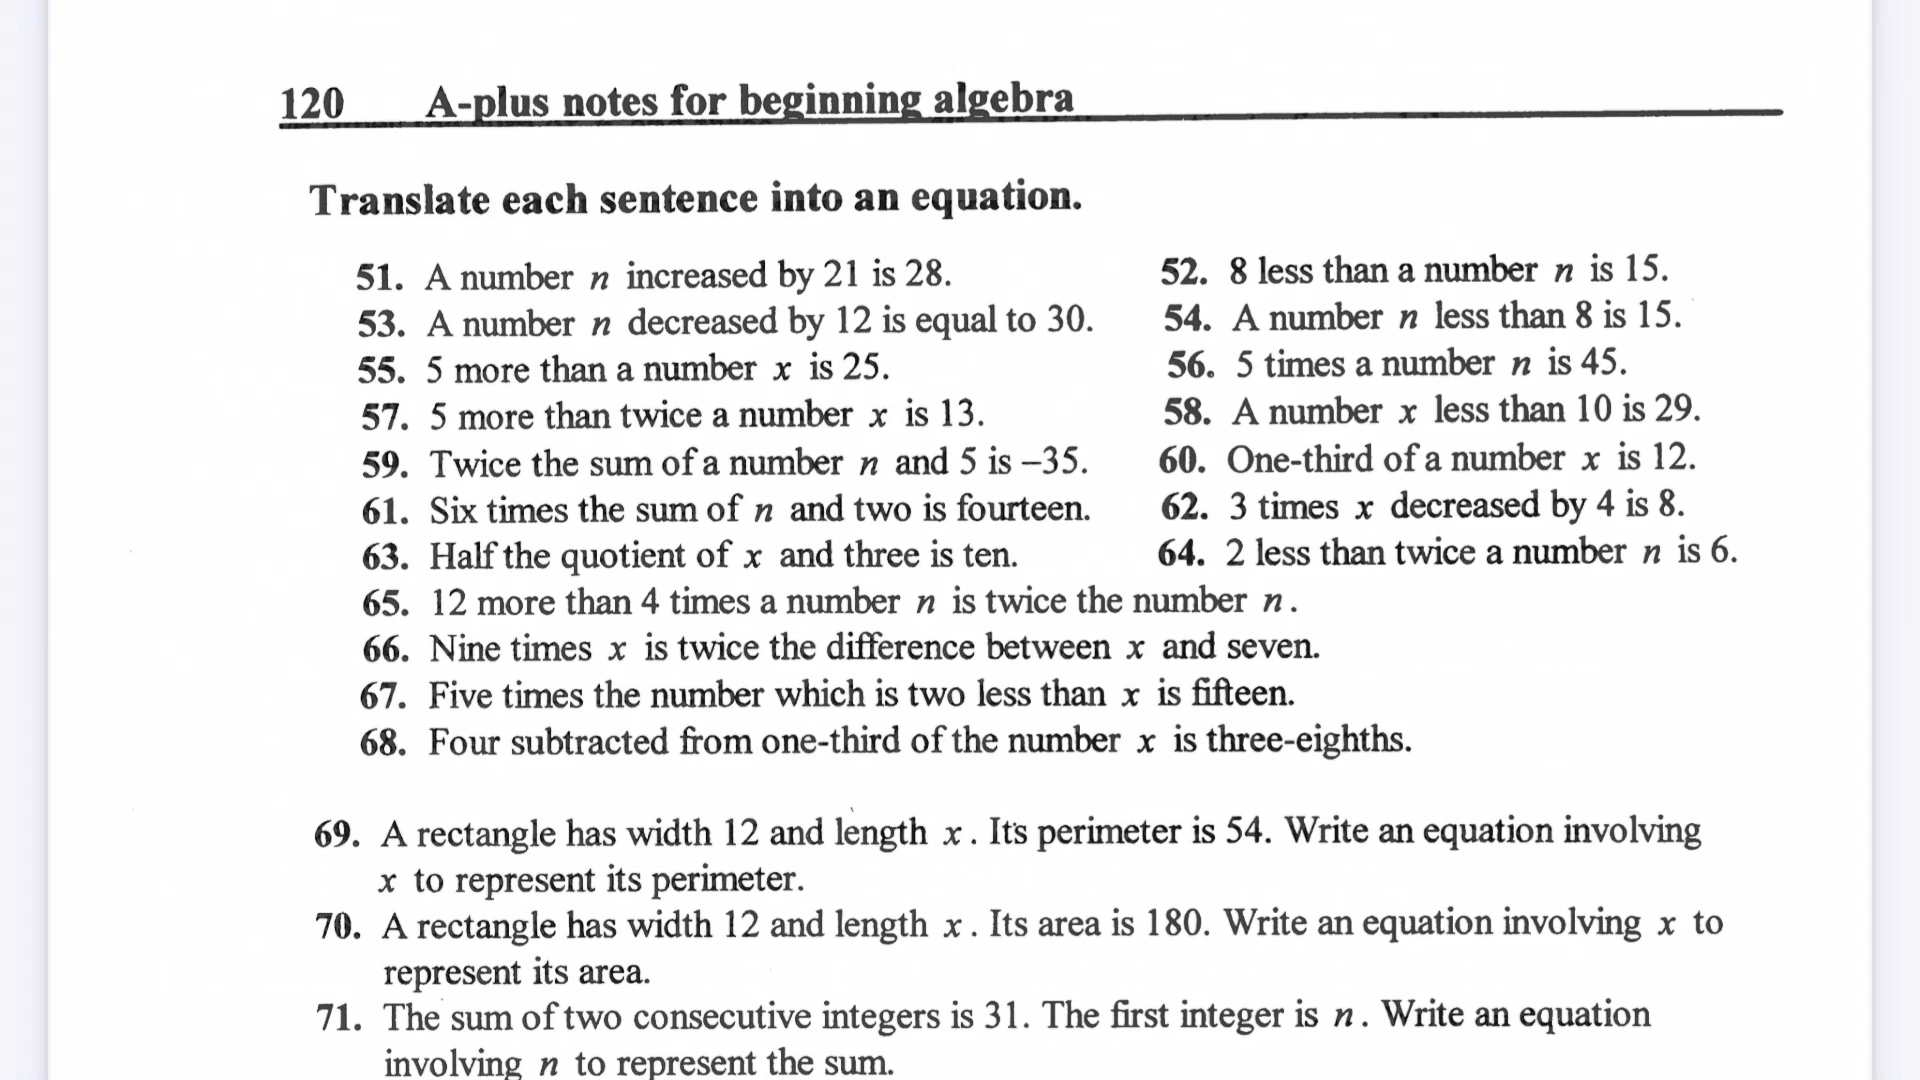 120 A-plus notes for beginning algebra
Translate each sentence into an equation.
51. A number n increased by 21 is 28. 52. 8 less than a number n is 15.
53. A number n decreased by 12 is equal to 30. 54. A number n less than 8 is 15.
55. 5 more than a number x is 25. 56. 5 times a number n is 45.
57. 5 more than twice a number x is 13. 58. A number x less than 10 is 29.
59. Twice the sum of a number n and 5 is –35. 60. One-third of a number x is 12.
61. Six times the sum of n and two is fourteen. 62. 3 times x decreased by 4 is 8.
63. Half the quotient of x and three is ten. 64. 2 less than twice a number n is 6.
65. 12 more than 4 times a number n is twice the number n.
66. Nine times x is twice the difference between x and seven.
67. Five times the number which is two less than x is fifteen.
68. Four subtracted from one-third of the number x is three-eighths.
69. A rectangle has width 12 and length x. It's perimeter is 54. Write an equation involving
x to represent its perimeter.
70. A rectangle has width 12 and length x. Its area is 180. Write an equation involving x to
represent its area.
71. The sum of two consecutive integers is 31. The first integer is n. Write an equation
involving n to represent the sum.